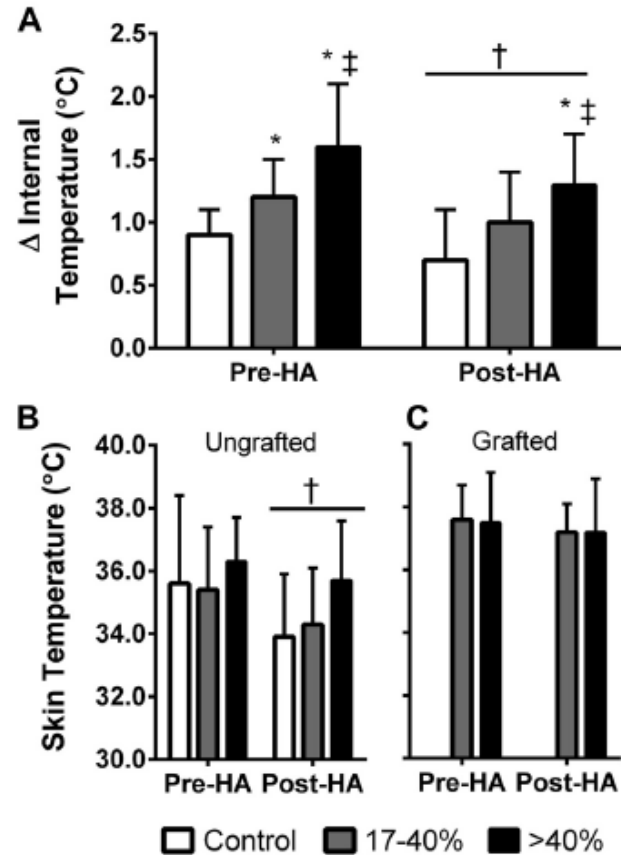 A
Δ Internal
Temperature (°C)
2.5
2.0
1.5
1.0
0.5
0.0
*
* ‡
†
* ‡
Pre-HA
Post-HA
B
Ungrafted
Skin Temperature (°C)
40.0
38.0
36.0
34.0
32.0
30.0
†
Pre-HA
Post-HA
C
Grafted
Pre-HA
Post-HA
Control
17-40%
>40%